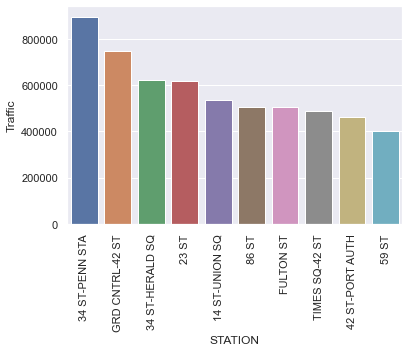 Traffic
800000
600000
400000
200000
0
34 ST-PENN STA
GRD CNTRL-42 ST
34 ST-HERALD SQ
23 ST
14 ST-UNION SQ
86 ST
FULTON ST
TIMES SQ-42 ST
42 ST-PORT AUTH
59 ST
STATION